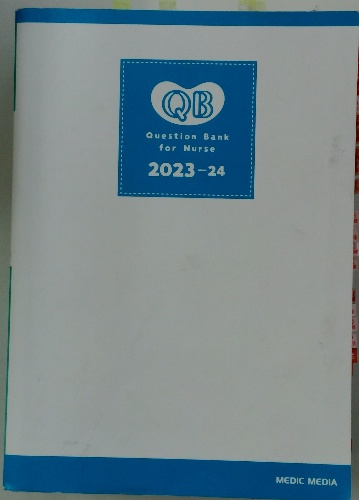 QB
Question Bank
for Nurse
2023-24
MEDIC MEDIA